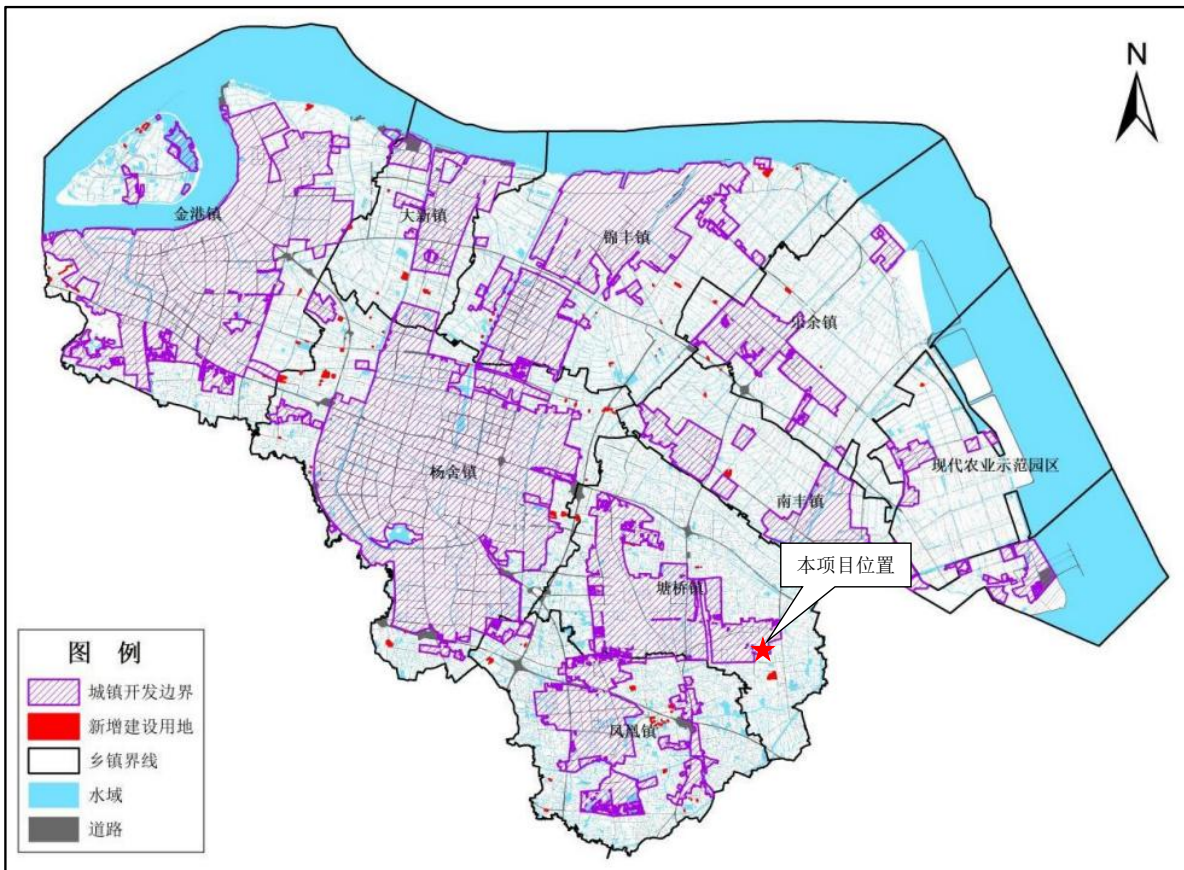 N
金港镇
大新镇
锦丰镇
乐余镇
杨舍镇
现代农业示范园区
南丰镇
本项目位置
塘桥镇
凤凰镇
图 例
城镇开发边界
新增建设用地
乡镇界线
水域
道路